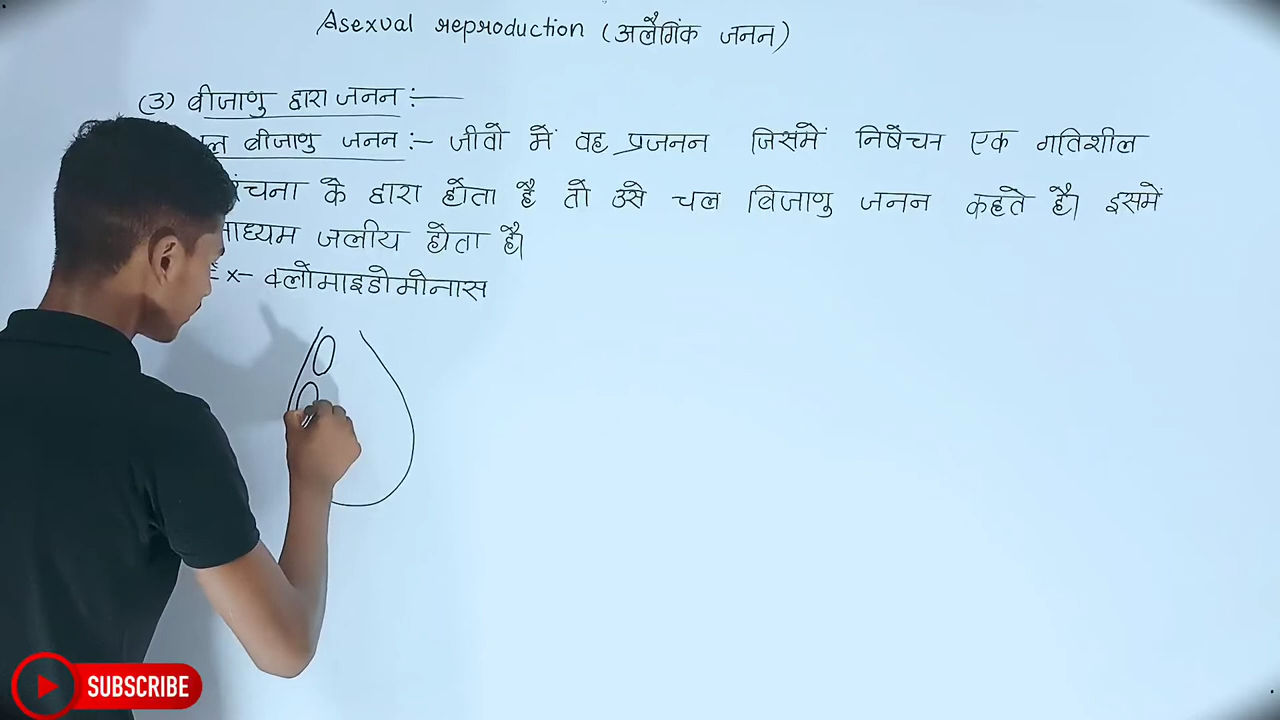 Asexual reproduction (अलैगिंक जनन)
(3) बीजाणु द्वारा जनन :—
बीजाणु जनन :- जीवों में वह प्रजनन जिसमें निषेचन एक गतिशील
के द्वारा होता है तो उसे चल बिजाणु जनन कहते है। इसमें
माध्यम जलीय होता है।
Ex- क्लोमाइडोमोनास
SUBSCRIBE